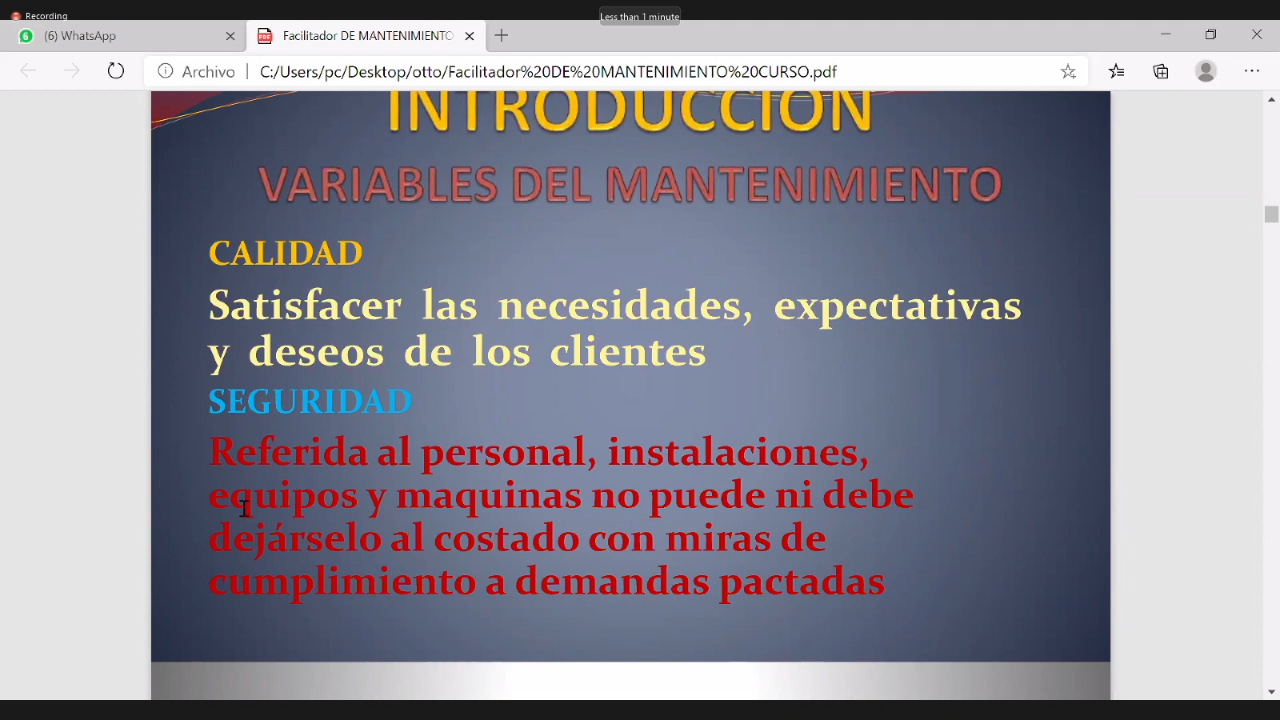 Recording
Less than 1 minute
(6) WhatsApp
Facilitador DE MANTENIMIENTO
Archivo | C:/Users/pc/Desktop/otto/Facilitador%20DE%20MANTENIMIENTO%20CURSO.pdf
INTRODUCCION
VARIABLES DEL MANTENIMIENTO
CALIDAD
Satisfacer las necesidades, expectativas
y deseos de los clientes
SEGURIDAD
Referida al personal, instalaciones,
equipos y maquinas no puede ni debe
dejárselo al costado con miras de
cumplimiento a demandas pactadas